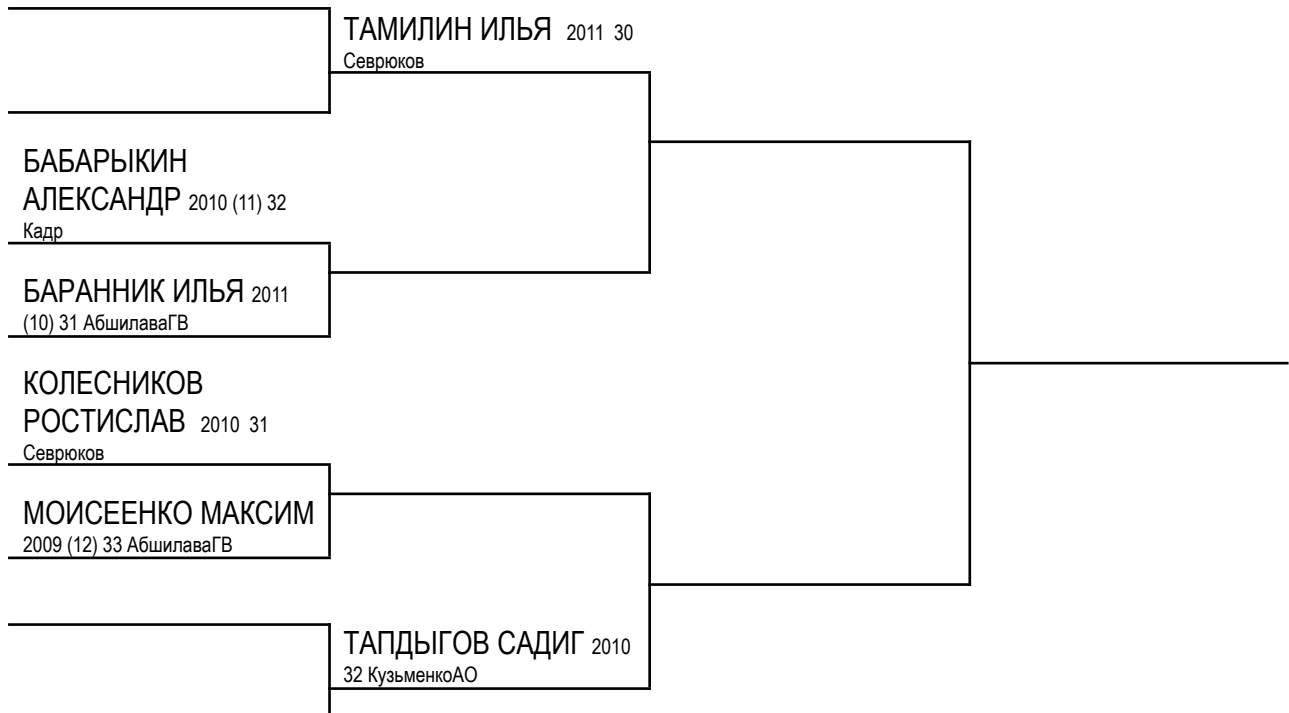 ТАМИЛИН ИЛЬЯ 2011 30
Севрюков
БАБАРЫКИН
АЛЕКСАНДР 2010 (11) 32
Кадр
БАРАННИК ИЛЬЯ 2011
(10) 31 АбшилаваГВ
КОЛЕСНИКОВ
РОСТИСЛАВ 2010 31
Севрюков
МОИСЕЕНКО МАКСИМ
2009 (12) 33 АбшилаваГВ
ТАПДЫГОВ САДИГ 2010
32 КузьменкоАО